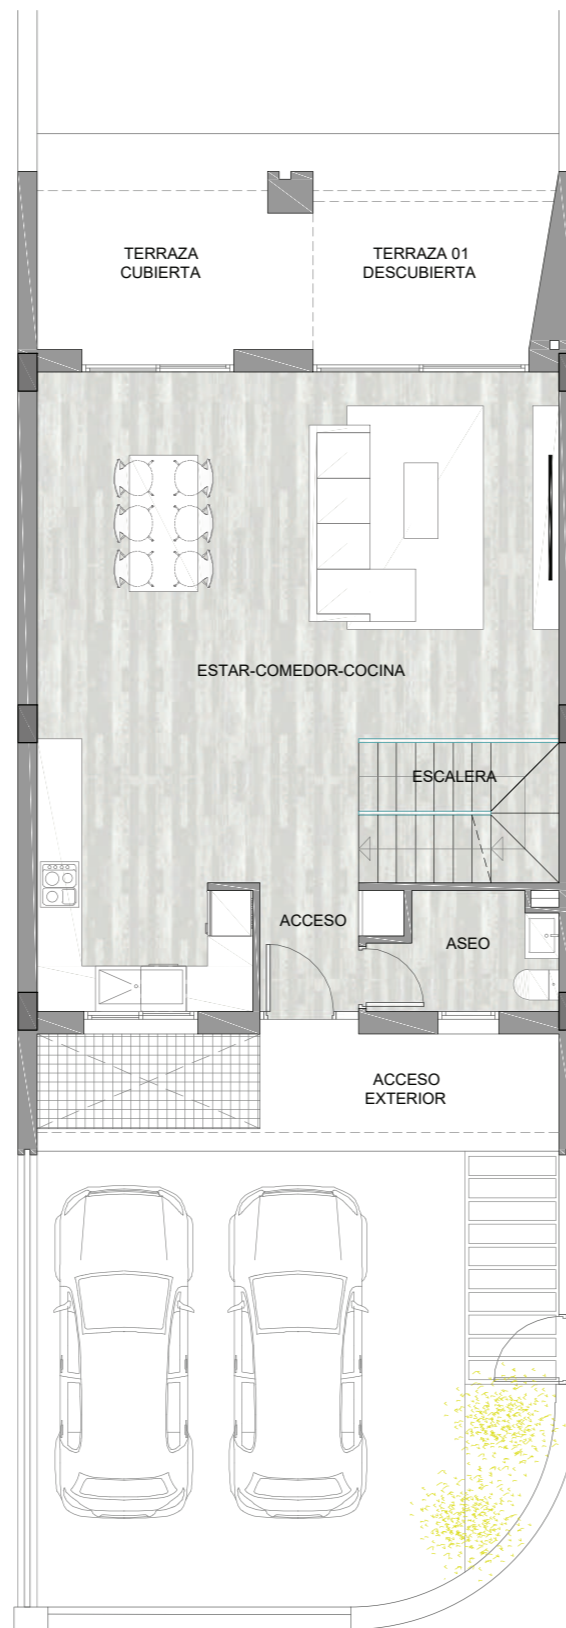 TERRAZA
CUBIERTA
TERRAZA 01
DESCUBIERTA
ESTAR-COMEDOR-COCINA
ESCALERA
ACCESO
ASEO
ACCESO
EXTERIOR